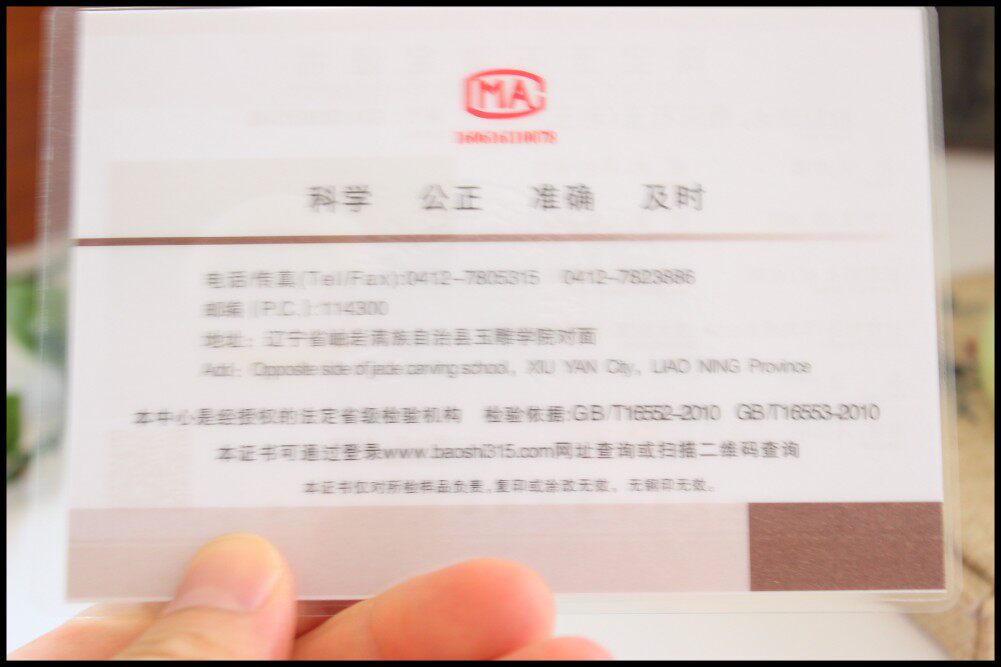 MA
160616110078
科学 公正 准确 及时
电话/传真(Tel/Fax):0412-7805315 0412-7823886
邮编(P.C.):114300
地址：辽宁省岫岩满族自治县玉雕学院对面
Add: Opposite side of jade carving school, XIU YAN City, LIAO NING Province
本中心是经授权的法定省级检验机构 检验依据:GB/T16552-2010 GB/T16553-2010
本证书可通过登录www.baoshi315.com网址查询或扫描二维码查询
本证书仅对所检样品负责,复印或涂改无效。无钢印无效。